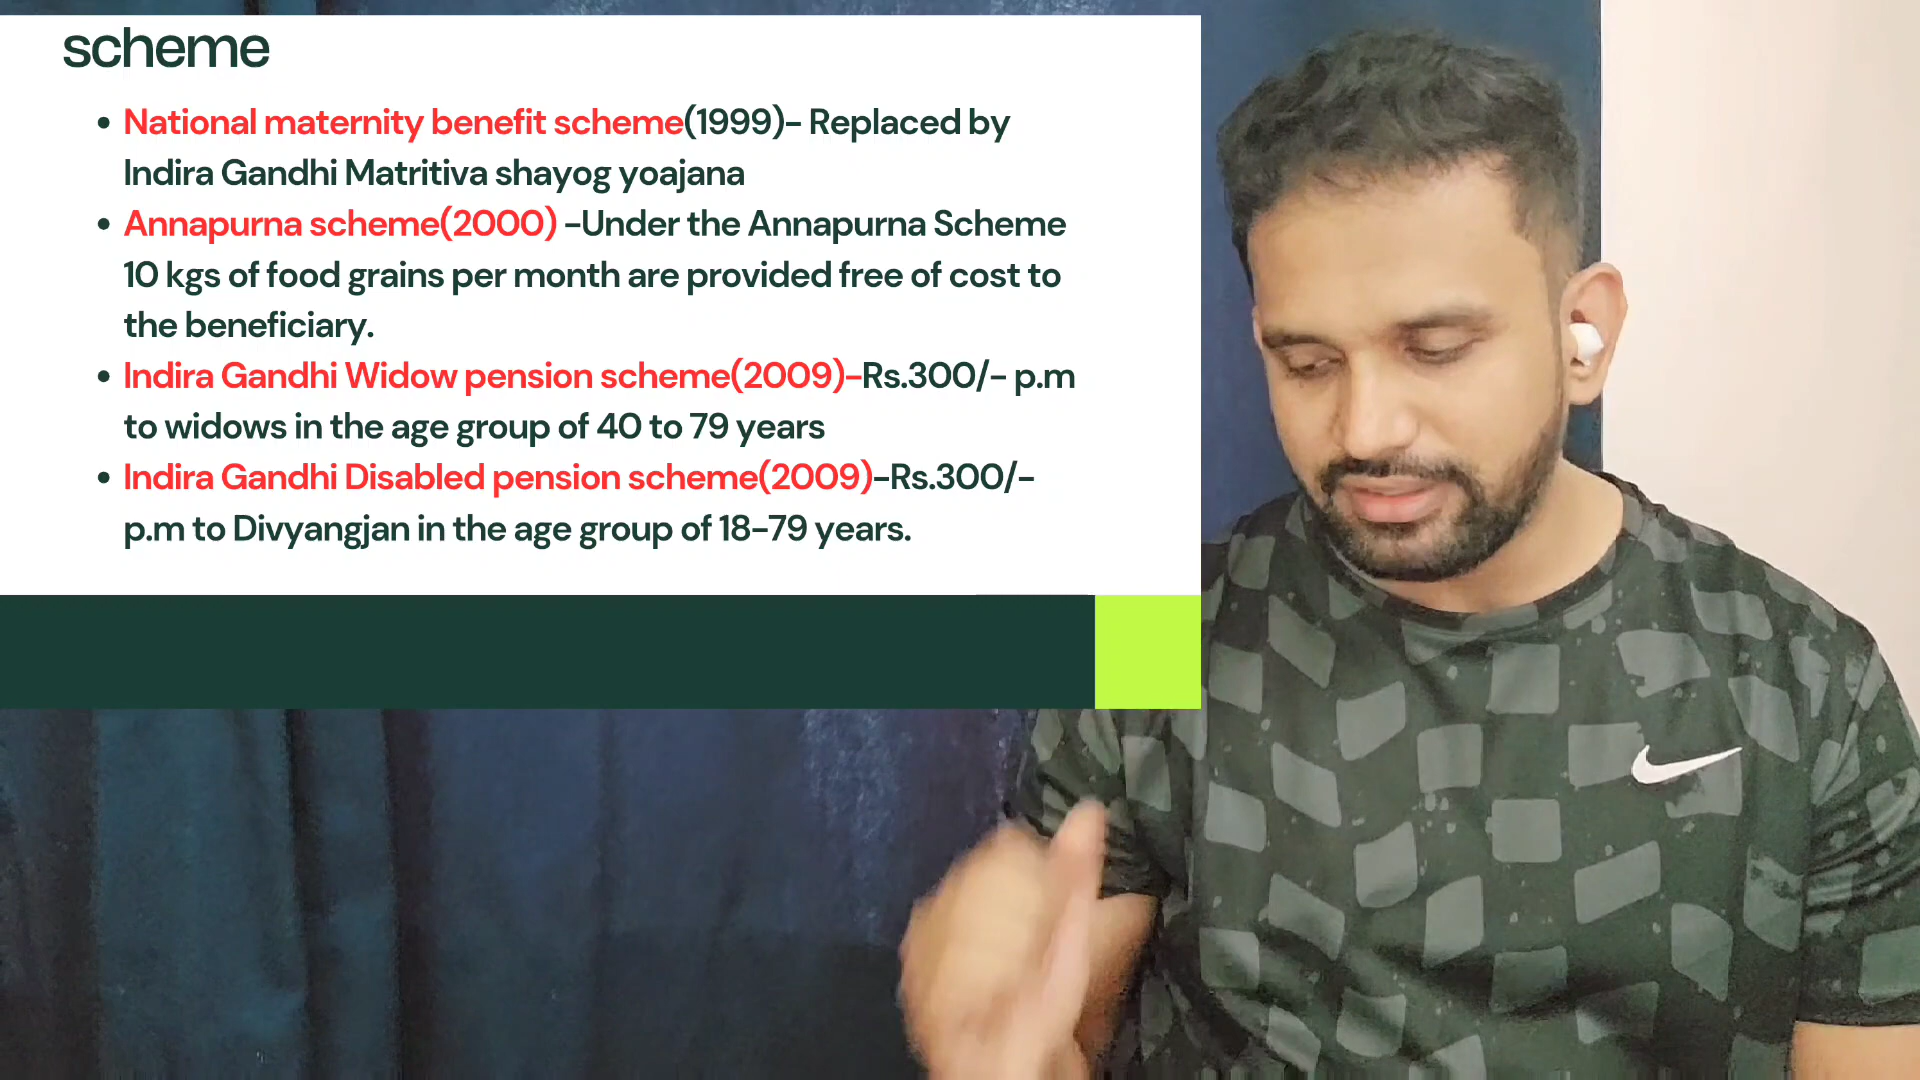 scheme
• National maternity benefit scheme(1999)- Replaced by
Indira Gandhi Matritiva shayog yoajana
• Annapurna scheme(2000) -Under the Annapurna Scheme
10 kgs of food grains per month are provided free of cost to
the beneficiary.
• Indira Gandhi Widow pension scheme(2009)-Rs.300/- p.m
to widows in the age group of 40 to 79 years
• Indira Gandhi Disabled pension scheme(2009)-Rs.300/-
p.m to Divyangjan in the age group of 18-79 years.